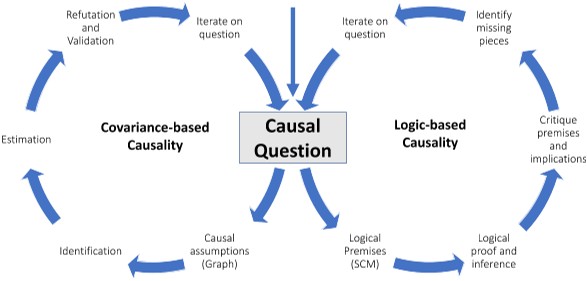 Refutation
and
Validation
Iterate on
question
Iterate on
question
Identify
missing
pieces
Estimation
Covariance-based
Causality
Causal
Question
Logic-based
Causality
Critique
premises
and
implications
Identification
Causal
assumptions
(Graph)
Logical
Premises
(SCM)
Logical
proof and
inference